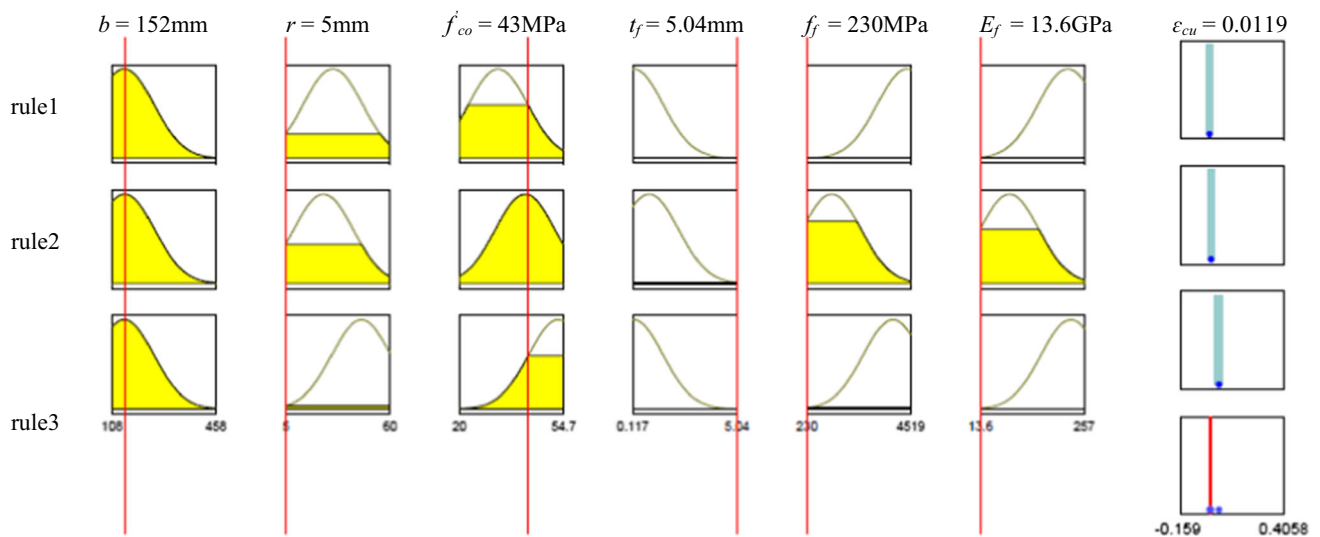 b = 152mm r = 5mm f'co = 43MPa tf = 5.04mm ff = 230MPa Ef = 13.6GPa εcu = 0.0119
rule1
rule2
rule3
108 458 5 60 20 54.7 0.117 5.04 230 4519 13.6 257
-0.159 0.4058